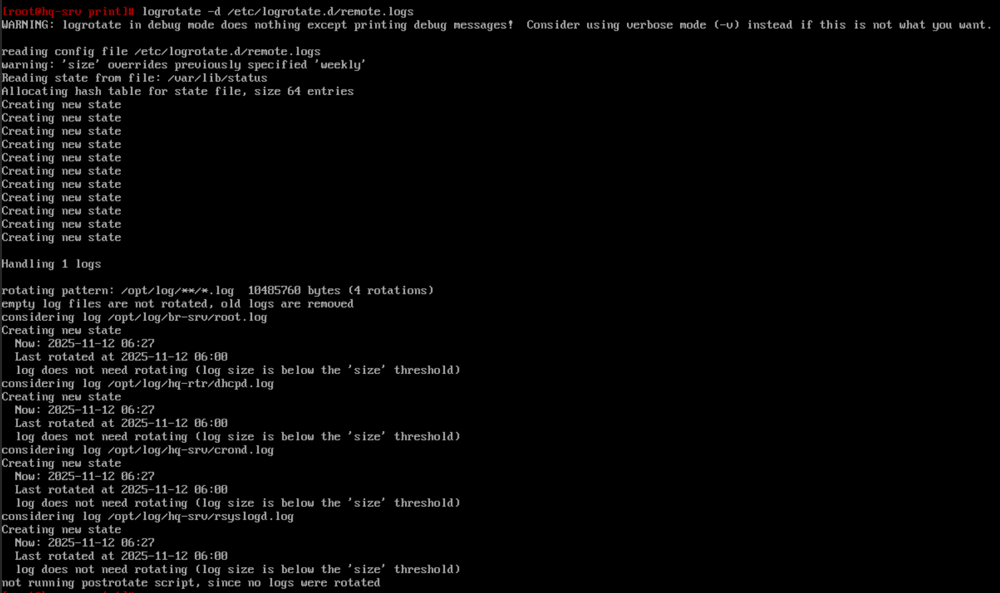 [root@hq-srv print]# logrotate -d /etc/logrotate.d/remote.logs
WARNING: logrotate in debug mode does nothing except printing debug messages!  Consider using verbose mode (-v) instead if this is not what you want.
reading config file /etc/logrotate.d/remote.logs
warning: 'size' overrides previously specified 'weekly'
Reading state from file: /var/lib/status
Allocating hash table for state file, size 64 entries
Creating new state
Creating new state
Creating new state
Creating new state
Creating new state
Creating new state
Creating new state
Creating new state
Creating new state
Creating new state
Creating new state
Handling 1 logs
rotating pattern: /opt/log/**/*.log  10485760 bytes (4 rotations)
empty log files are not rotated, old logs are removed
considering log /opt/log/br-srv/root.log
Creating new state
  Now: 2025-11-12 06:27
  Last rotated at 2025-11-12 06:00
  log does not need rotating (log size is below the 'size' threshold)
considering log /opt/log/hq-rtr/dhcpd.log
Creating new state
  Now: 2025-11-12 06:27
  Last rotated at 2025-11-12 06:00
  log does not need rotating (log size is below the 'size' threshold)
considering log /opt/log/hq-srv/crond.log
Creating new state
  Now: 2025-11-12 06:27
  Last rotated at 2025-11-12 06:00
  log does not need rotating (log size is below the 'size' threshold)
considering log /opt/log/hq-srv/rsyslogd.log
Creating new state
  Now: 2025-11-12 06:27
  Last rotated at 2025-11-12 06:00
  log does not need rotating (log size is below the 'size' threshold)
not running postrotate script, since no logs were rotated